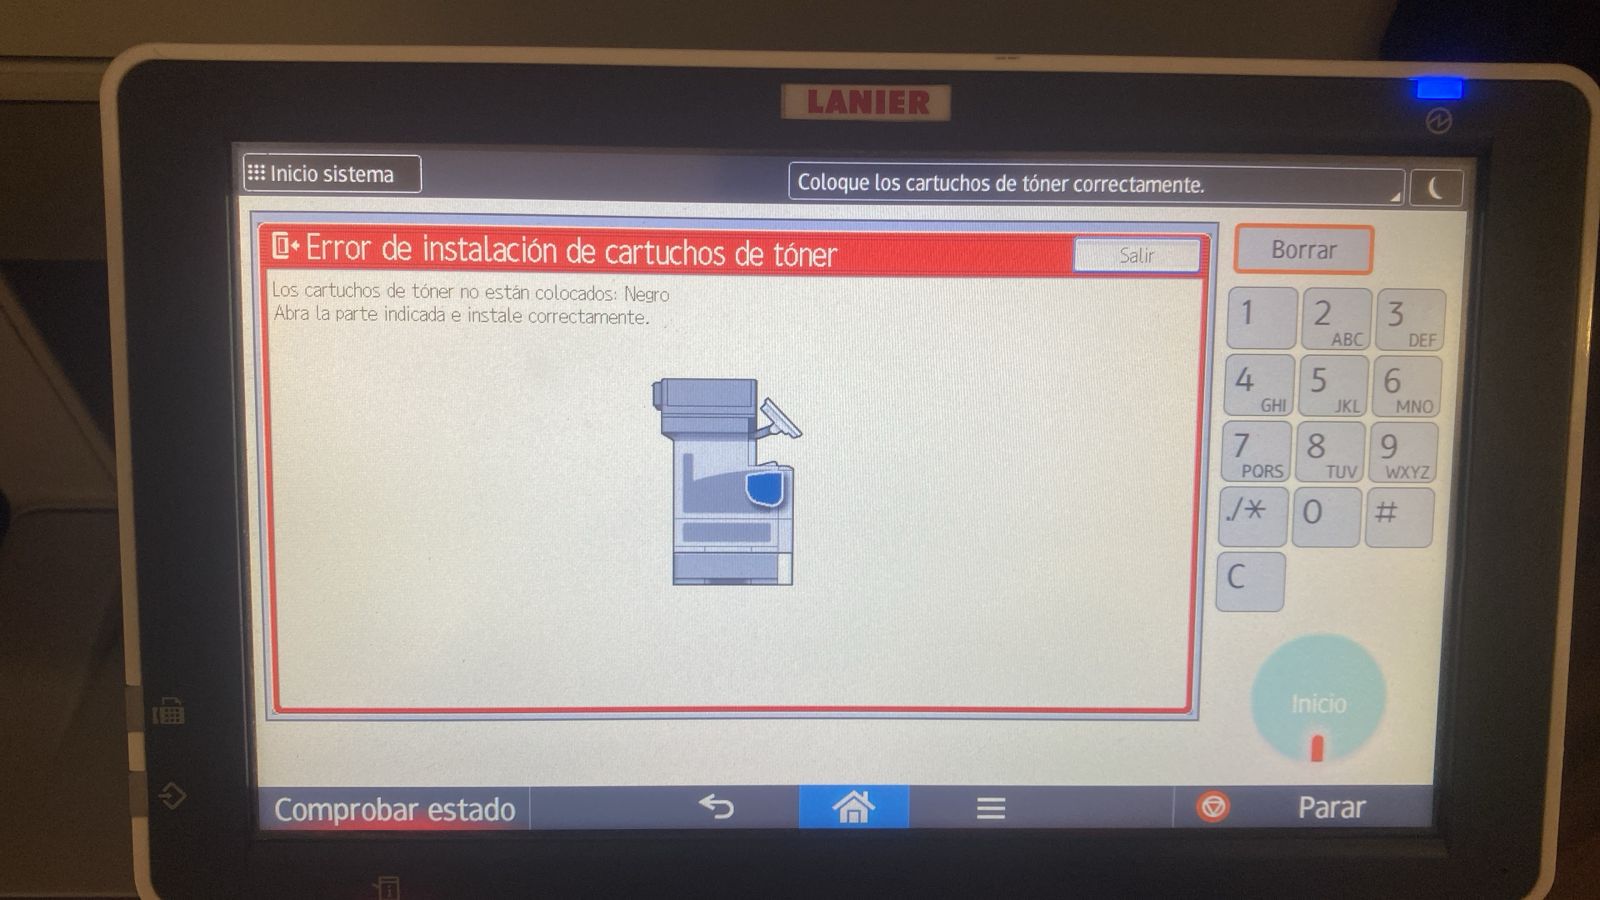 LANIER
Inicio sistema
Coloque los cartuchos de tóner correctamente.
Error de instalación de cartuchos de tóner
Salir
Los cartuchos de tóner no están colocados: Negro
Abra la parte indicada e instale correctamente.
Borrar
1
2 ABC
3 DEF
4 GHI
5 JKL
6 MNO
7 PQRS
8 TUV
9 WXYZ
./*
0
#
C
Inicio
Comprobar estado
Parar